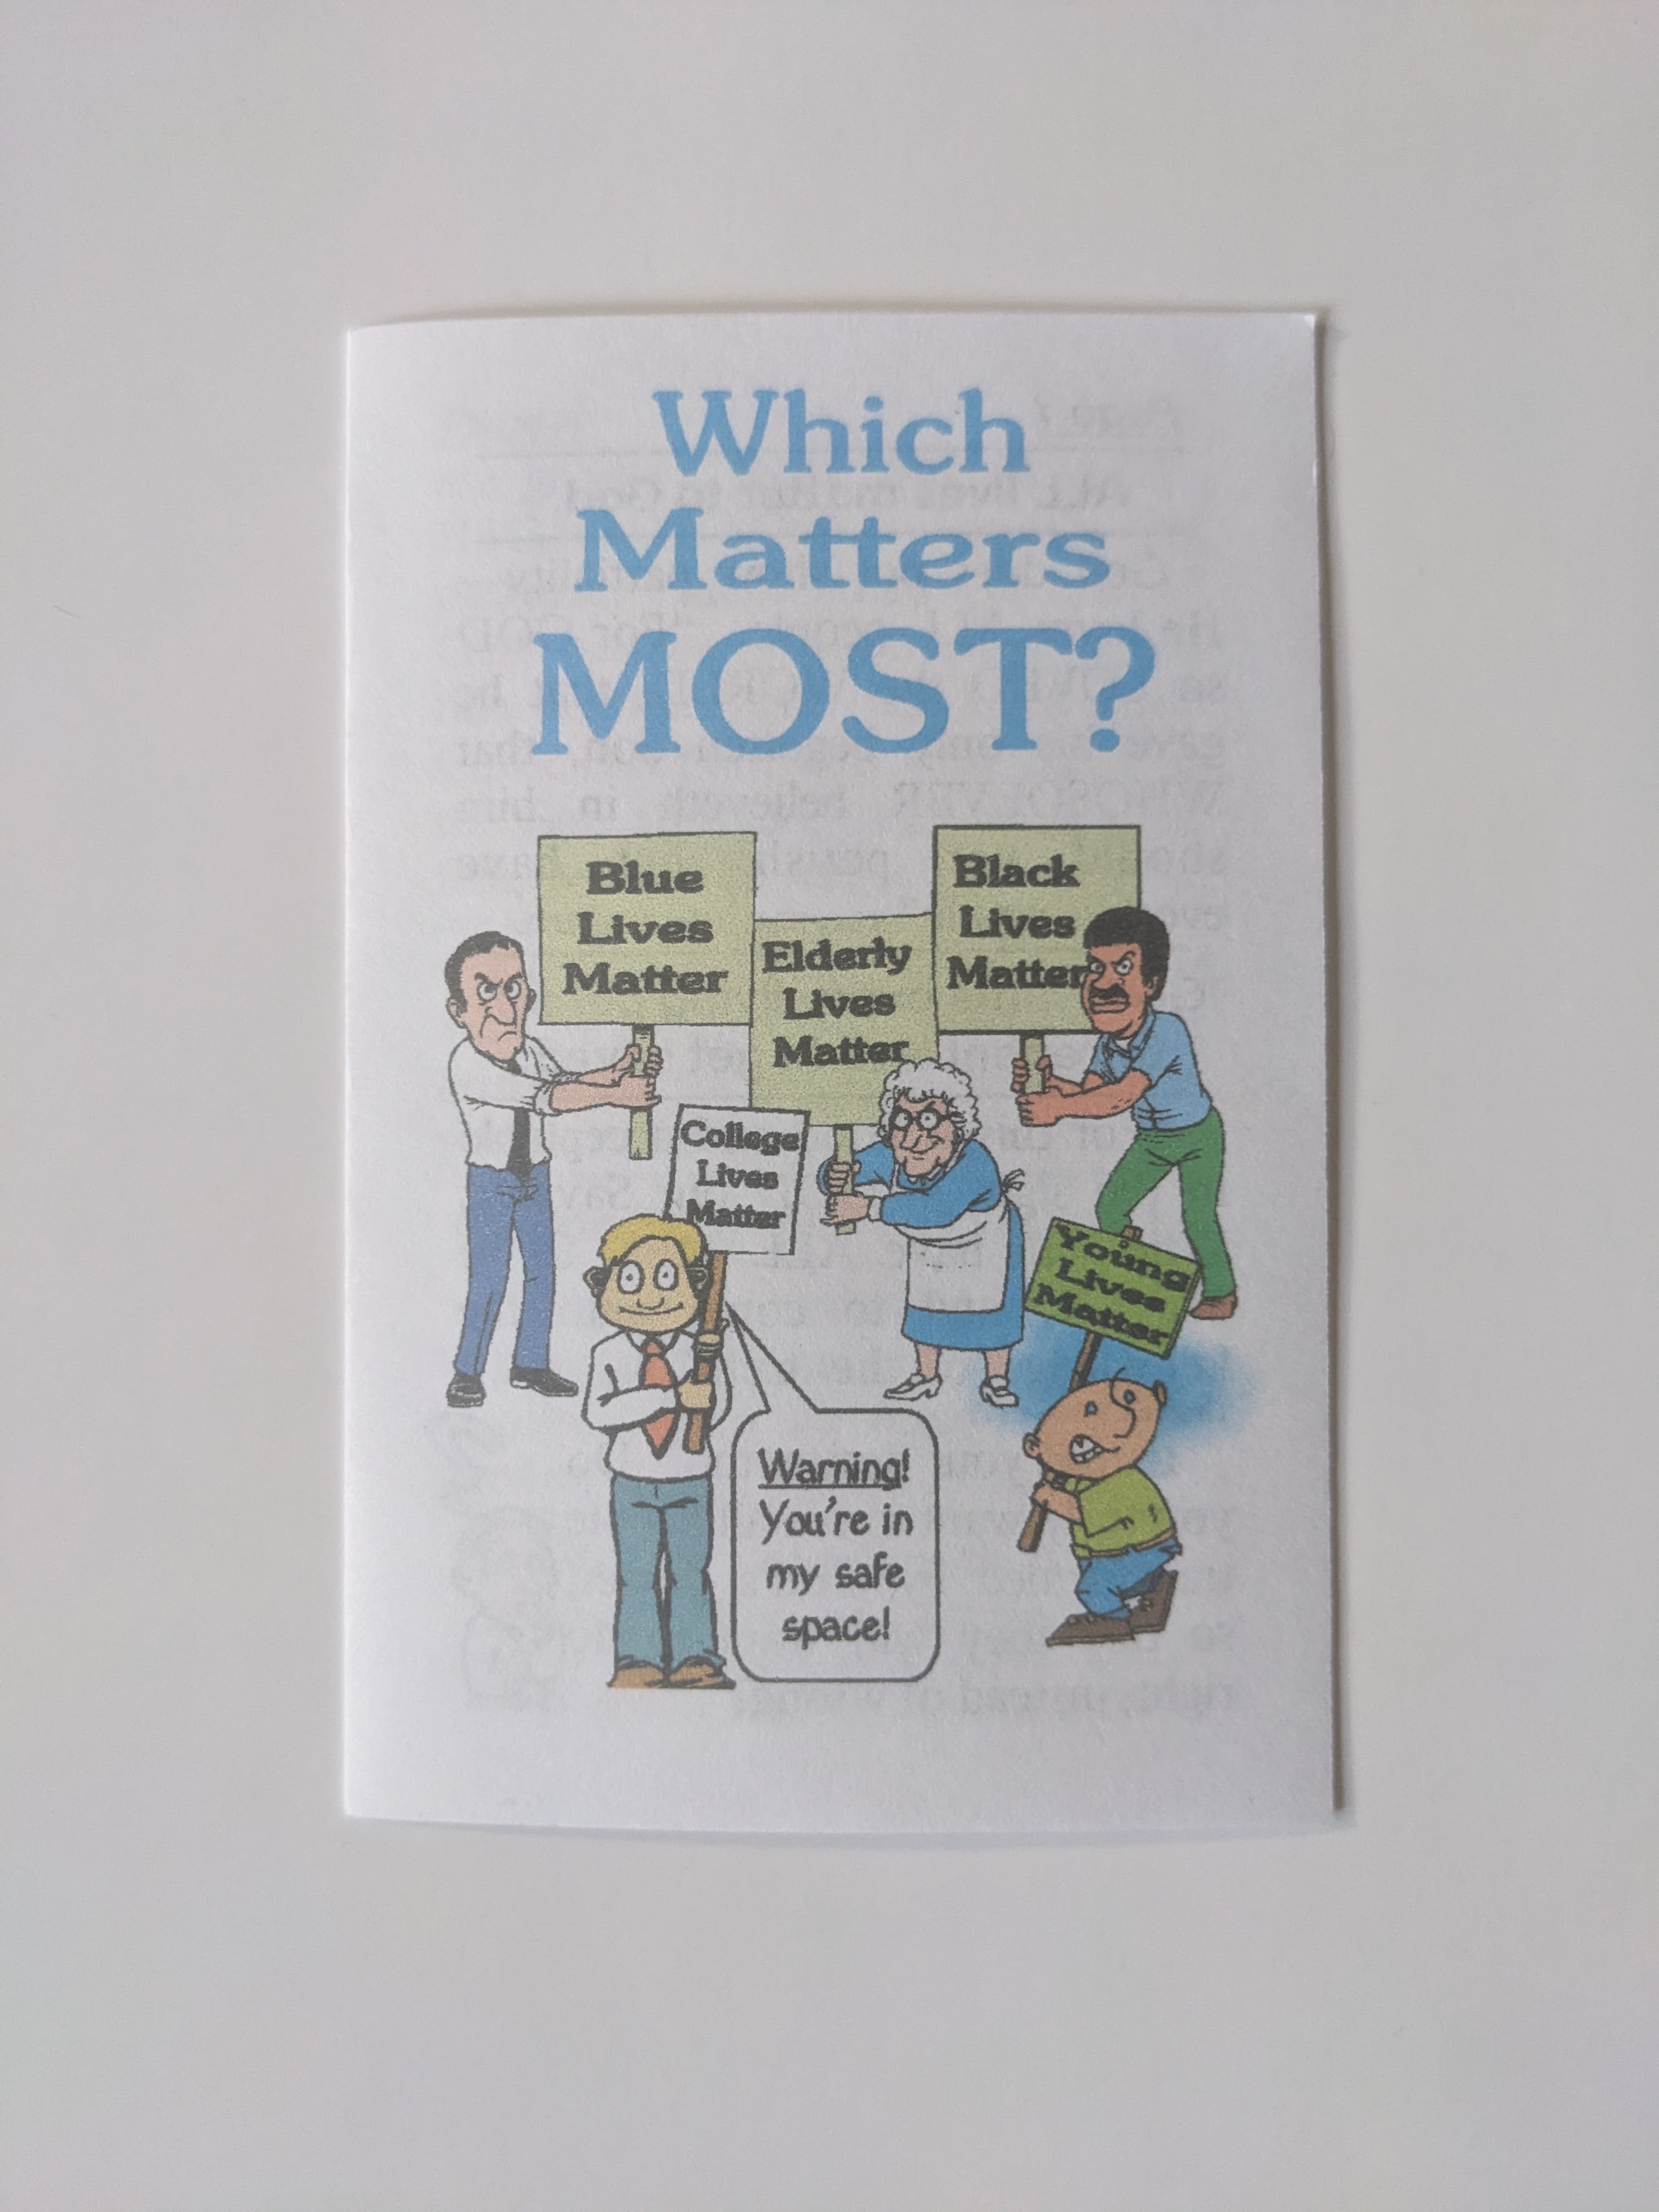 Which
Matters
MOST?
Blue
Lives
Matter
Elderly
Lives
Matter
Black
Lives
Matter
College
Lives
Matter
Young
Lives
Matter
Warning!
You're in
my safe
space!